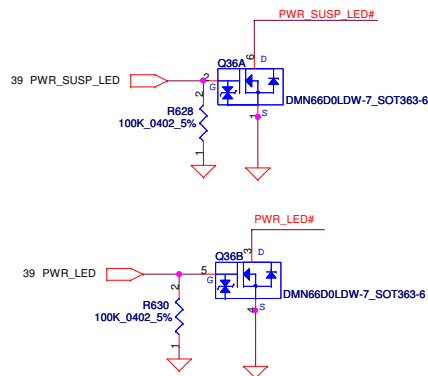 PWR_SUSP_LED#
Q36A
6
D
39 PWR_SUSP_LED
2
G
DMN66D0LDW-7_SOT363-6
2
R628
100K_0402_5%
1
S
1
PWR_LED#
Q36B
3
D
39 PWR_LED
5
G
DMN66D0LDW-7_SOT363-6
2
R630
100K_0402_5%
4
S
1